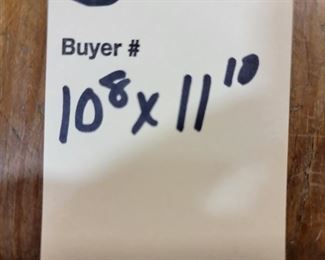 Buyer #
10⁸ x 11¹⁰